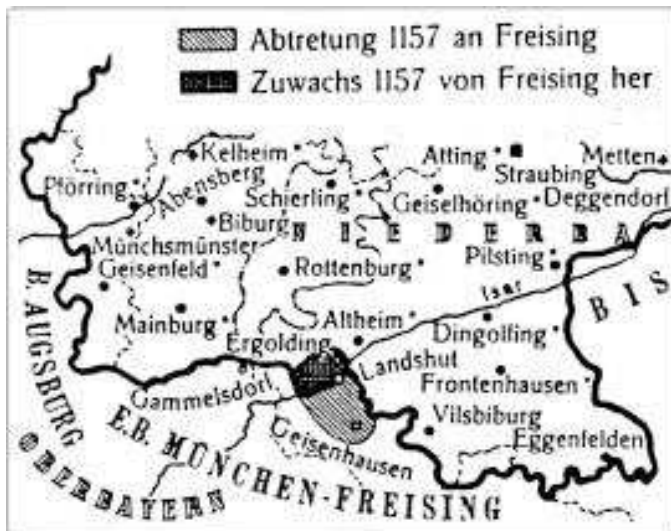 Abtretung 1157 an Freising
Zuwachs 1157 von Freising her
Kelheim
Atting
Straubing
Metten
Pförring
Abensberg
Schierling
Geiselhöring
Deggendorf
Biburg
NIEDERBA
Münchsmünster
Geisenfeld
Rottenburg
Pilsting
Isar
BIS
Mainburg
Altheim
Dingolfing
Ergolding
Landshut
Gammelsdorf
Frontenhausen
B. AUGSBURG
Vilsbiburg
Geisenhausen
Eggenfelden
E.B. MÜNCHEN-FREISING
OBERBAYERN